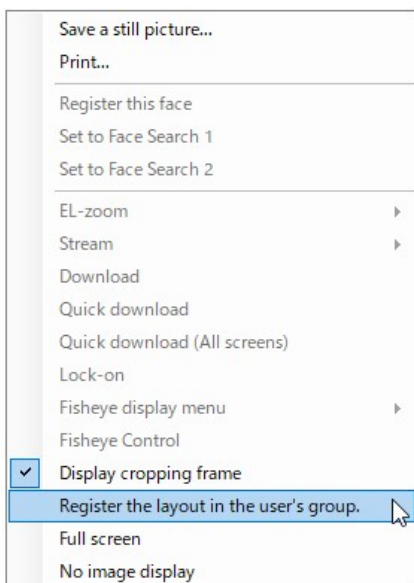 Save a still picture...
Print...
Register this face
Set to Face Search 1
Set to Face Search 2
EL-zoom
Stream
Download
Quick download
Quick download (All screens)
Lock-on
Fisheye display menu
Fisheye Control
Display cropping frame
Register the layout in the user's group.
Full screen
No image display